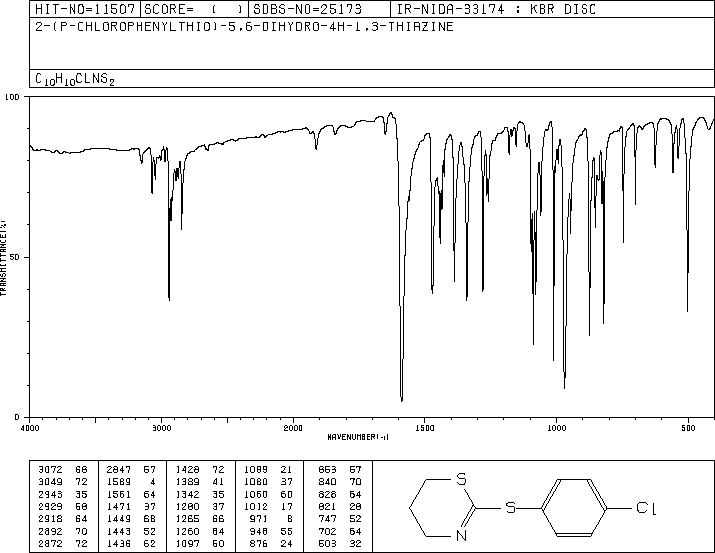 HIT-NO=11507 SCORE= ( ) SDBS-NO=25173 IR-NIDA-33174 : KBR DISC
2-(P-CHLOROPHENYLTHIO)-5,6-DIHYDRO-4H-1,3-THIAZINE
C10H10CLNS2
100
50
0
TRANSMITTANCE(%)
4000 3000 2000 1500 1000 500
WAVENUMBER(-1)
3072 68 2847 57 1428 72 1089 21 853 57
3049 72 1589 4 1389 41 1080 37 840 70
2943 35 1561 64 1342 35 1060 60 826 64
2929 58 1471 37 1280 37 1012 17 821 28
2918 64 1449 68 1265 66 971 8 747 52
2892 70 1443 52 1260 64 948 55 702 64
2872 72 1436 62 1097 50 876 24 503 32
S
S
Cl
N